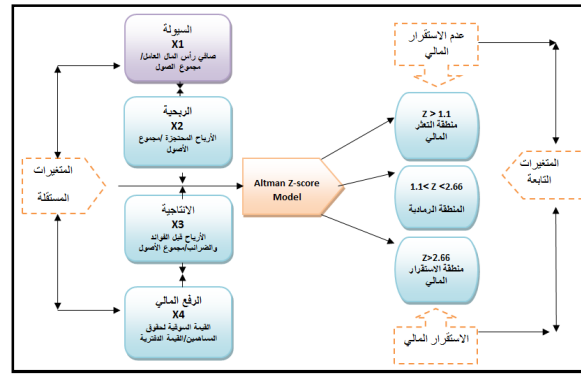 السيولة
X1
صافي رأس المال العامل/
مجموع الصول
الربحية
X2
الأرباح المحتجزة /مجموع
الأصول
المتغيرات
المستقلة
الانتاجية
X3
الأرباح قبل الفوائد
والضرائب/مجموع الأصول
الرفع المالي
X4
القيمة السوقية لحقوق
المساهمين/القيمة الدفترية
Altman Z-score
Model
عدم الاستقرار
المالي
Z > 1.1
منطقة التعثر
المالي
1.1< Z <2.66
المنطقة الرمادية
Z>2.66
منطقة الاستقرار
المالي
الاستقرار المالي
المتغيرات
التابعة